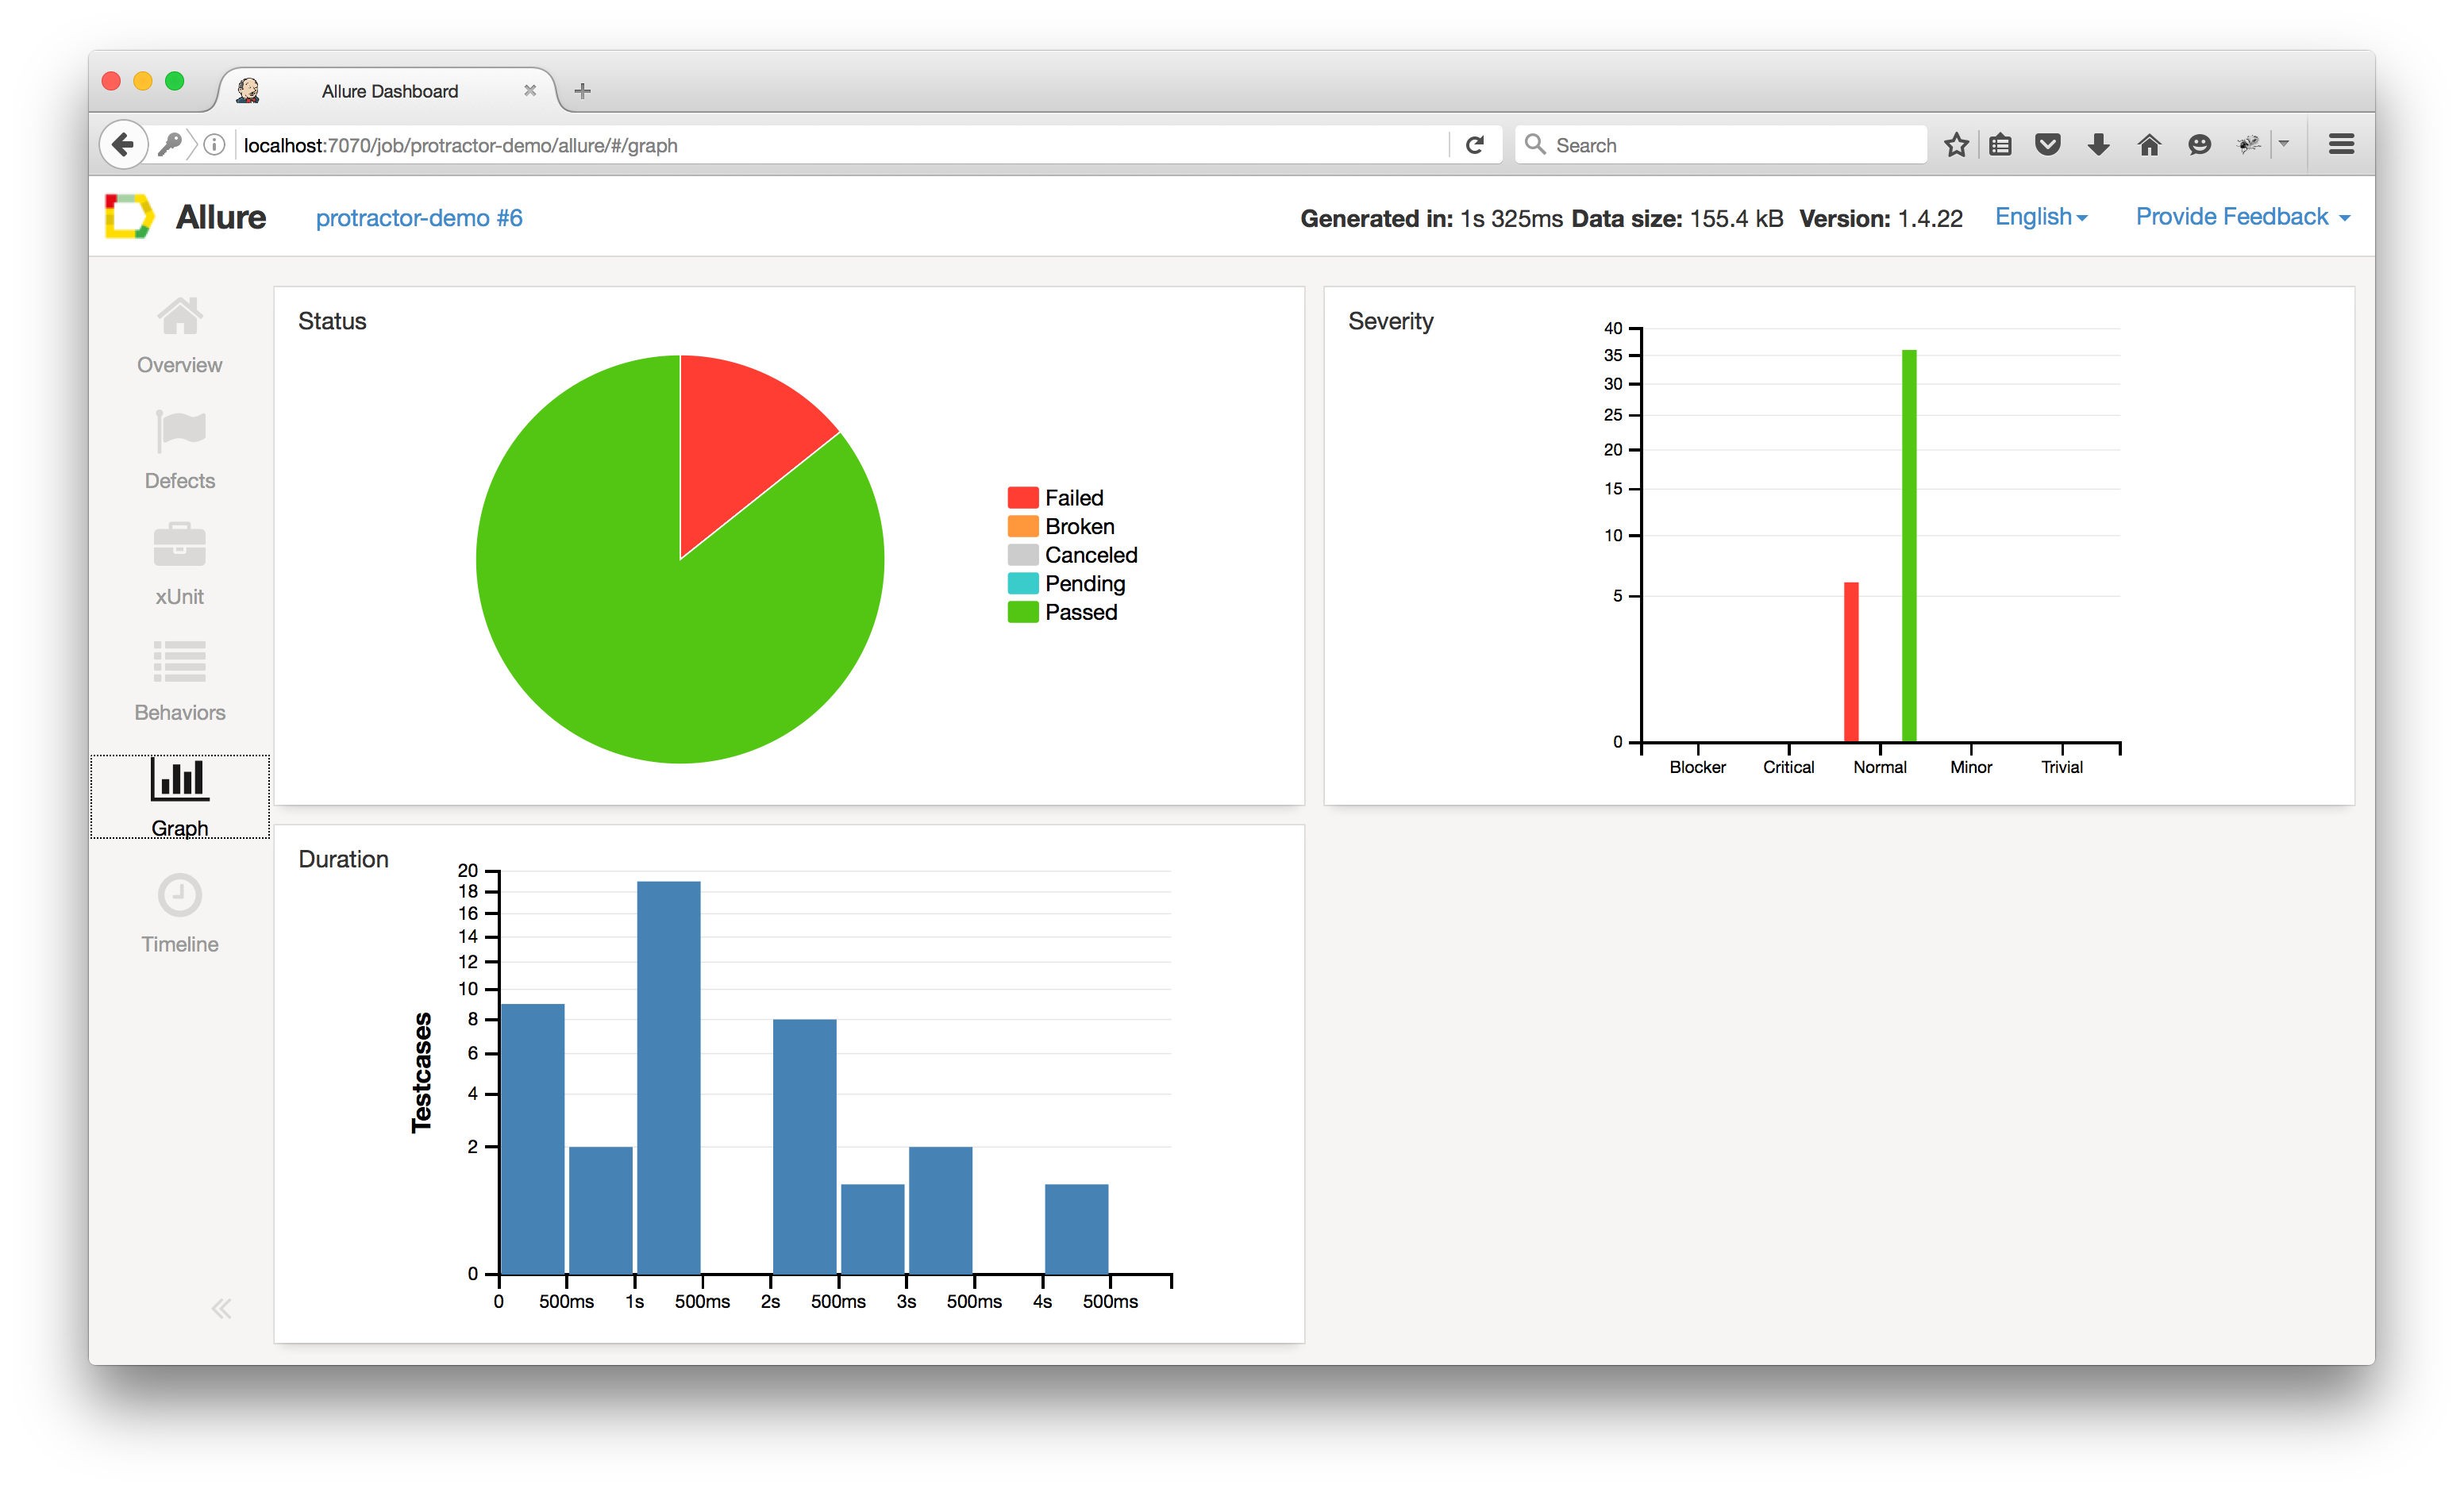 Allure Dashboard
localhost:7070/job/protractor-demo/allure/#/graph
Search
Allure
protractor-demo #6
Generated in: 1s 325ms Data size: 155.4 kB Version: 1.4.22
English
Provide Feedback
Overview
Defects
xUnit
Behaviors
Graph
Timeline
Status
Failed
Broken
Canceled
Pending
Passed
Severity
40
35
30
25
20
15
10
5
0
Blocker Critical Normal Minor Trivial
Duration
Testcases
20
18
16
14
12
10
8
6
4
2
0
0 500ms 1s 500ms 2s 500ms 3s 500ms 4s 500ms